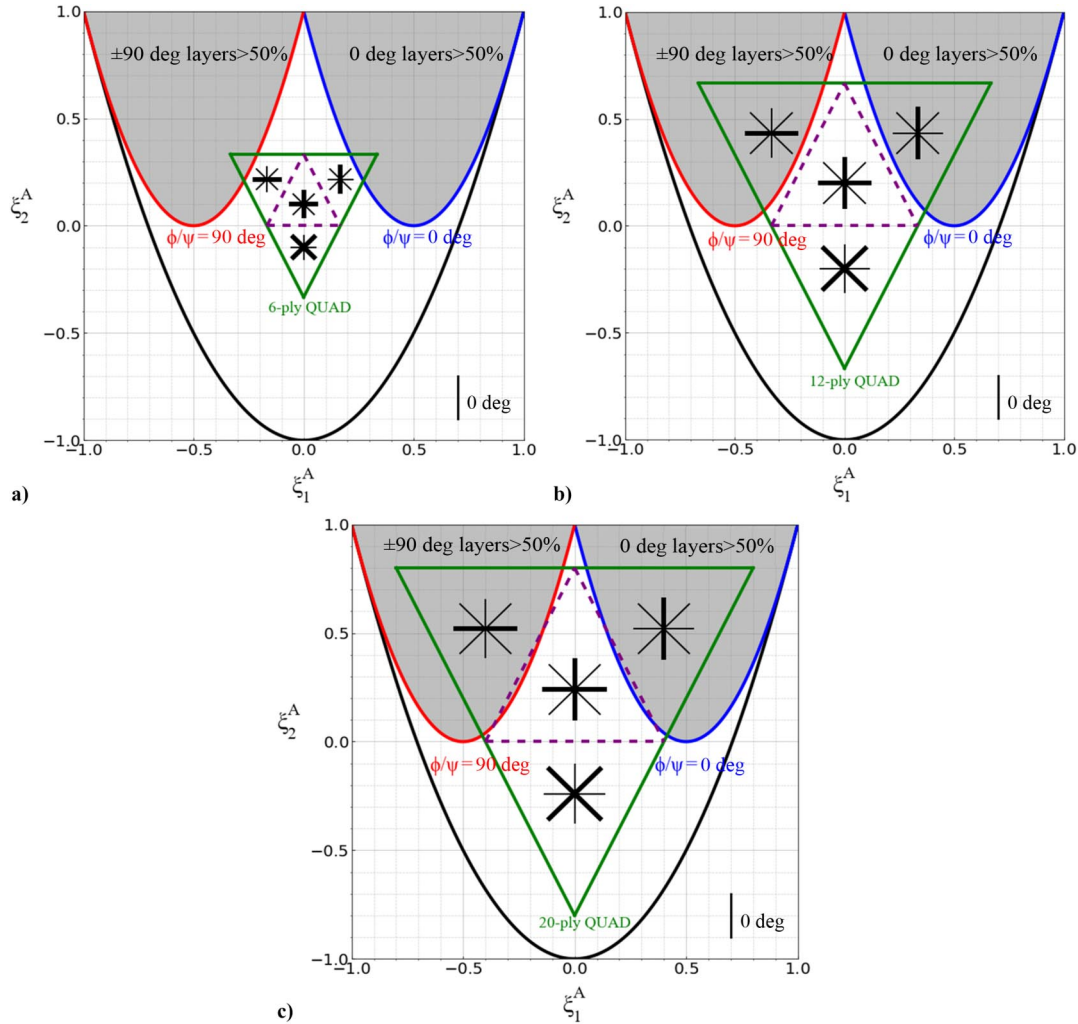 1.0
±90 deg layers>50%
0 deg layers>50%
0.5
ξ₂ᴬ
0.0
ϕ/ψ = 90 deg
ϕ/ψ = 0 deg
6-ply QUAD
−0.5
0 deg
−1.0
−1.0 −0.5 0.0 0.5 1.0
ξ₁ᴬ
a)
1.0
±90 deg layers>50%
0 deg layers>50%
0.5
ξ₂ᴬ
0.0
ϕ/ψ = 90 deg
ϕ/ψ = 0 deg
−0.5
12-ply QUAD
0 deg
−1.0
−1.0 −0.5 0.0 0.5 1.0
ξ₁ᴬ
b)
1.0
±90 deg layers>50%
0 deg layers>50%
0.5
ξ₂ᴬ
0.0
ϕ/ψ = 90 deg
ϕ/ψ = 0 deg
−0.5
20-ply QUAD
0 deg
−1.0
−1.0 −0.5 0.0 0.5 1.0
ξ₁ᴬ
c)